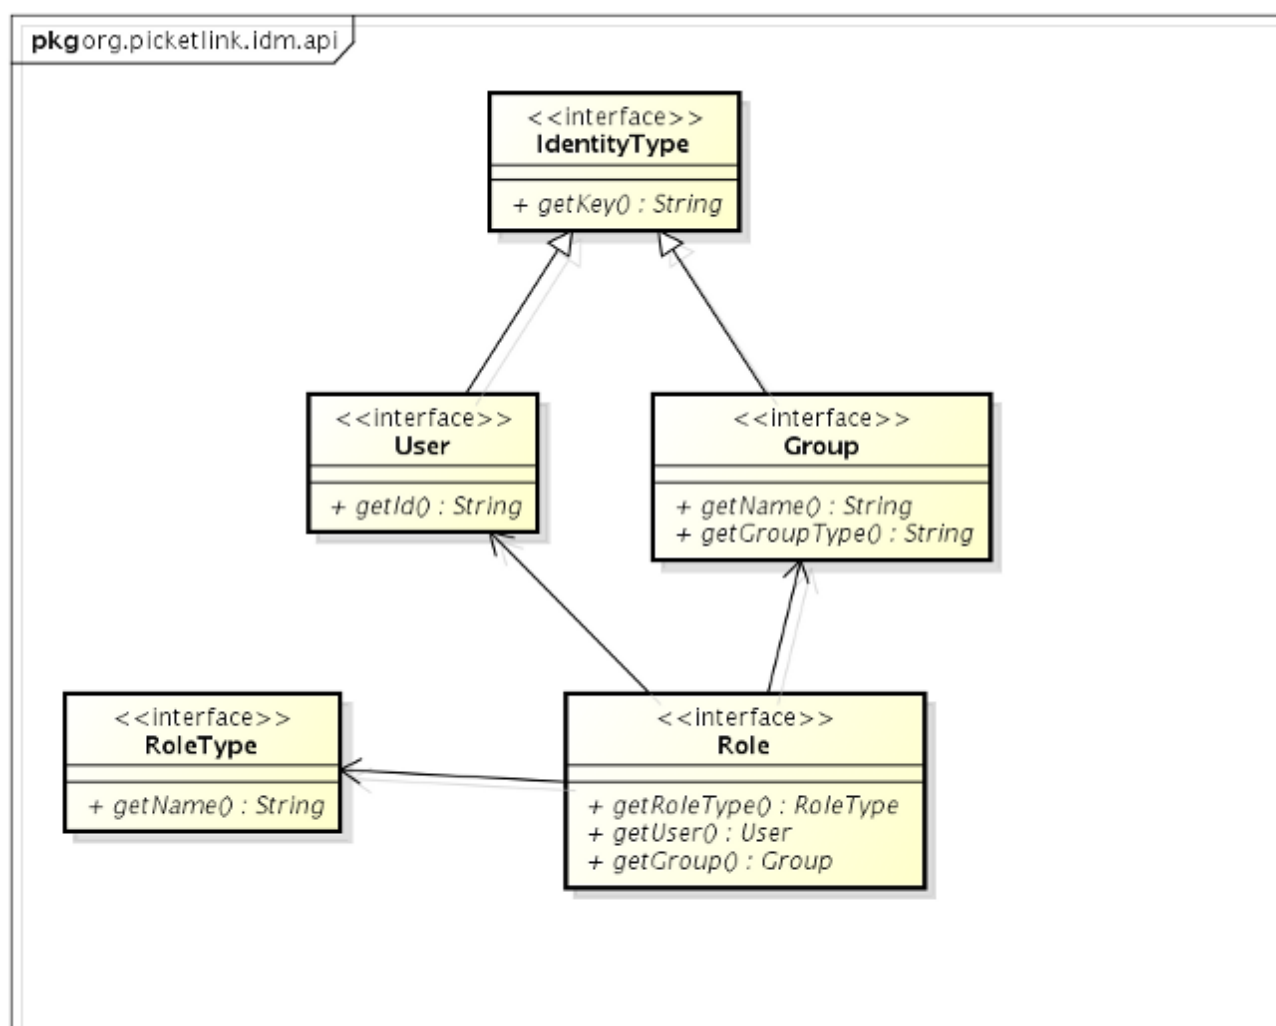 pkg org.picketlink.idm.api
<<interface>>
IdentityType
+ getKey() : String
<<interface>>
User
+ getId() : String
<<interface>>
Group
+ getName() : String
+ getGroupType() : String
<<interface>>
RoleType
+ getName() : String
<<interface>>
Role
+ getRoleType() : RoleType
+ getUser() : User
+ getGroup() : Group